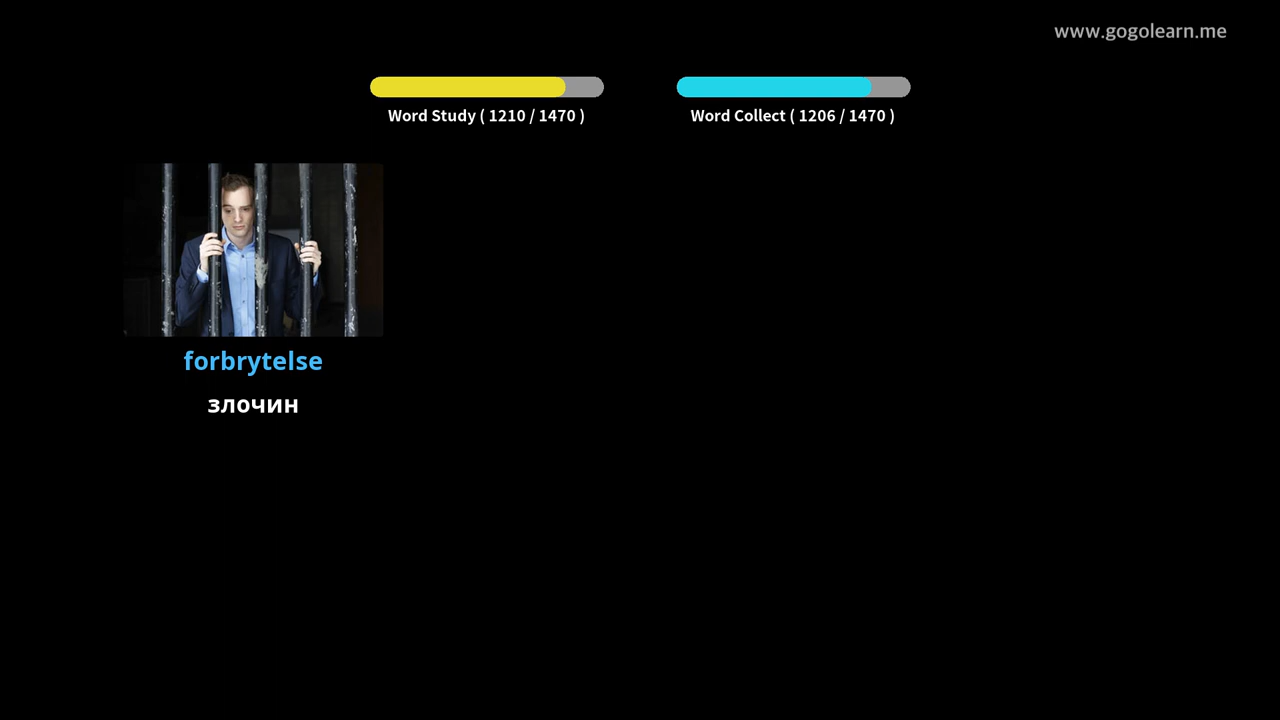 www.gogolearn.me
Word Study ( 1210 / 1470 )
Word Collect ( 1206 / 1470 )
forbrytelse
злочин